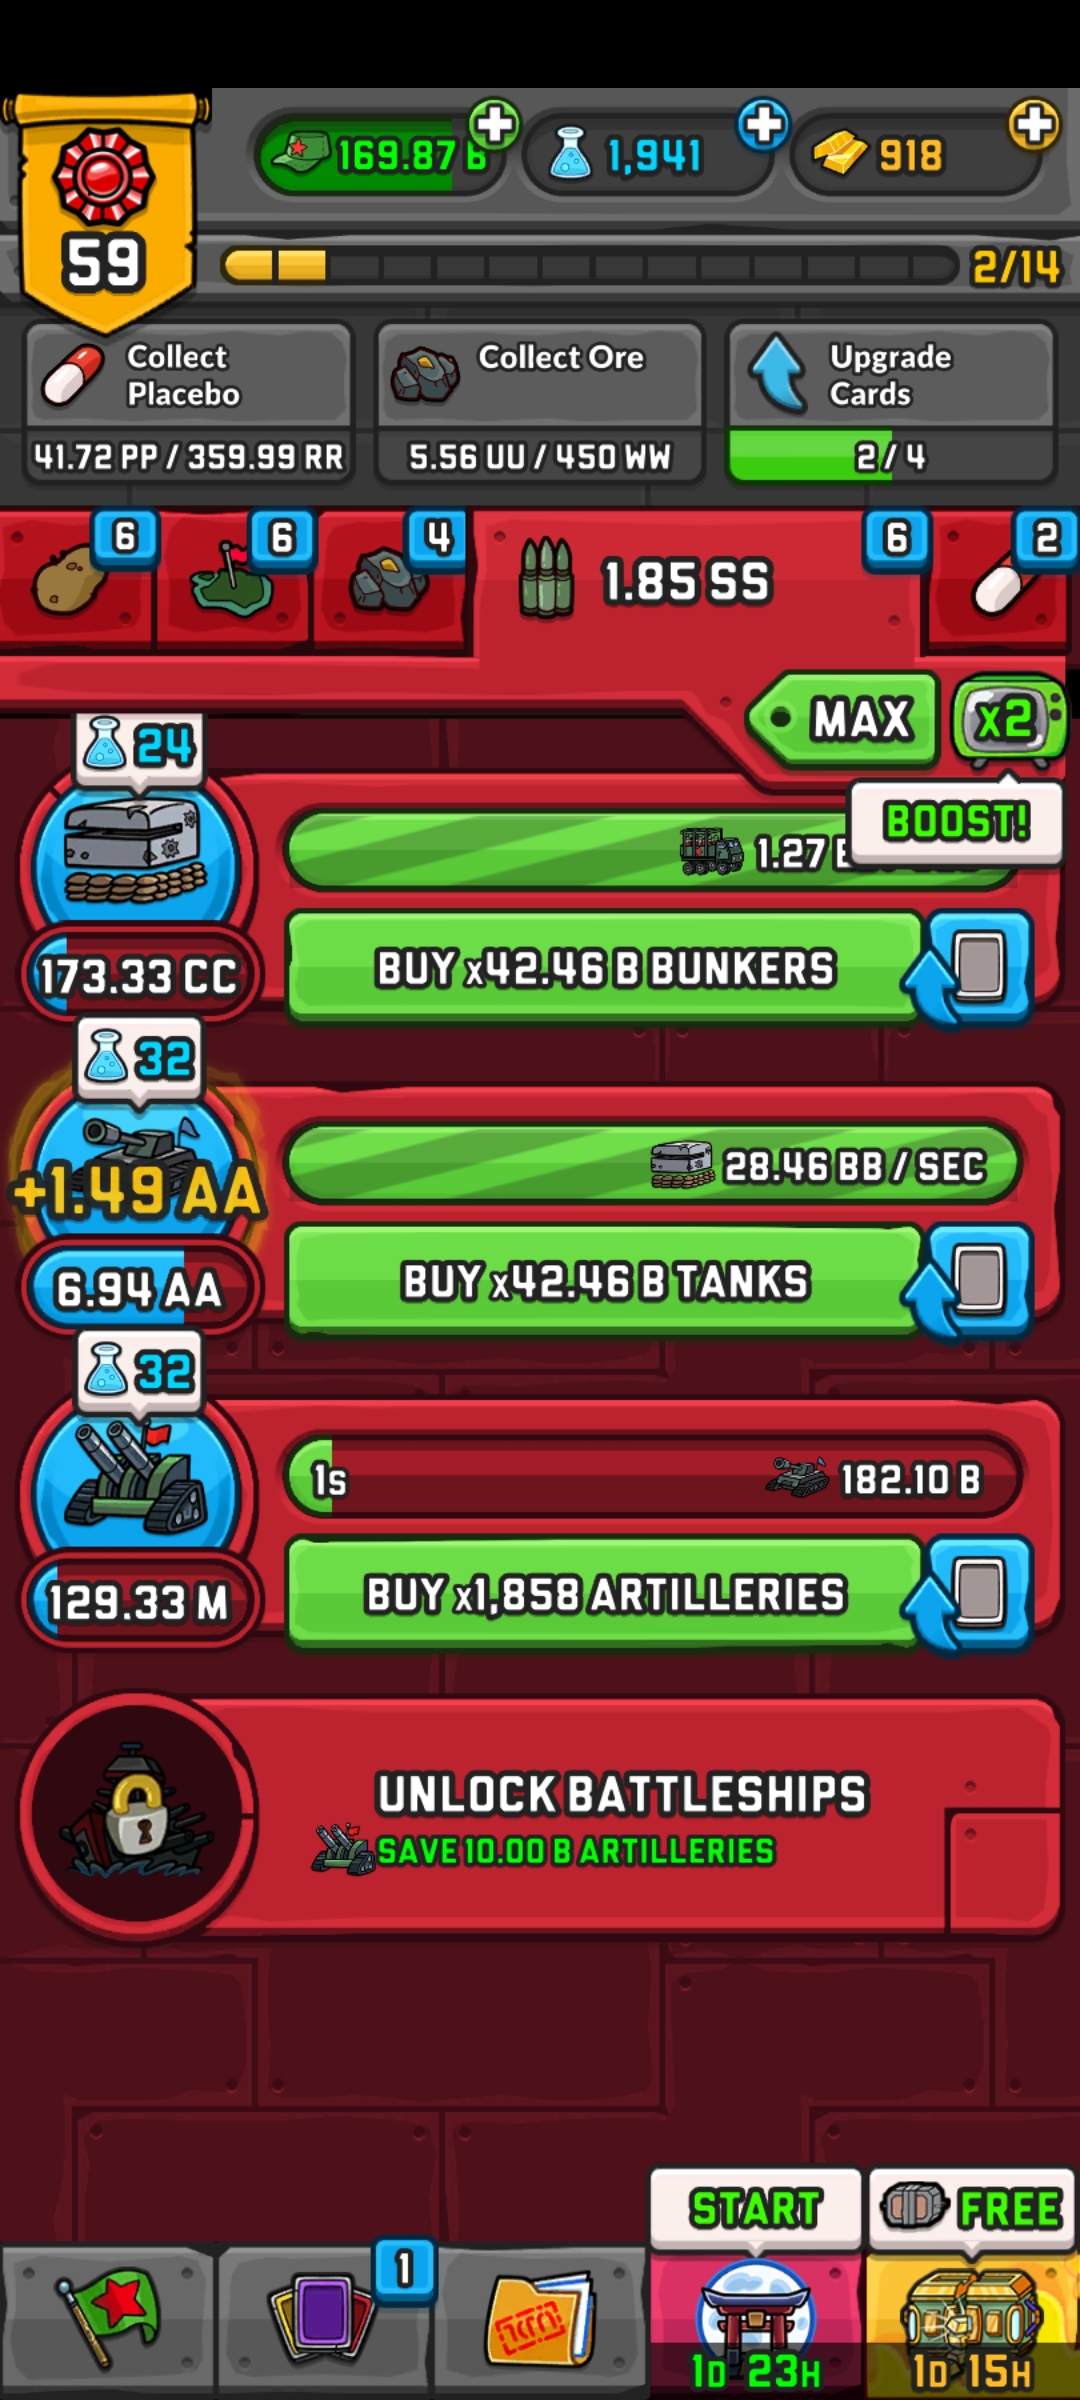 169.87 B
1,941
918
59
2/14
Collect
Placebo
41.72 PP / 359.99 RR
Collect Ore
5.56 UU / 450 WW
Upgrade
Cards
2/4
6
6
4
1.85 SS
6
2
MAX
x2
BOOST!
24
1.27
173.33 CC
BUY x42.46 B BUNKERS
32
+1.49 AA
28.46 BB / SEC
6.94 AA
BUY x42.46 B TANKS
32
1s
182.10 B
129.33 M
BUY x1,858 ARTILLERIES
UNLOCK BATTLESHIPS
SAVE 10.00 B ARTILLERIES
START
FREE
1
1D 23H
1D 15H